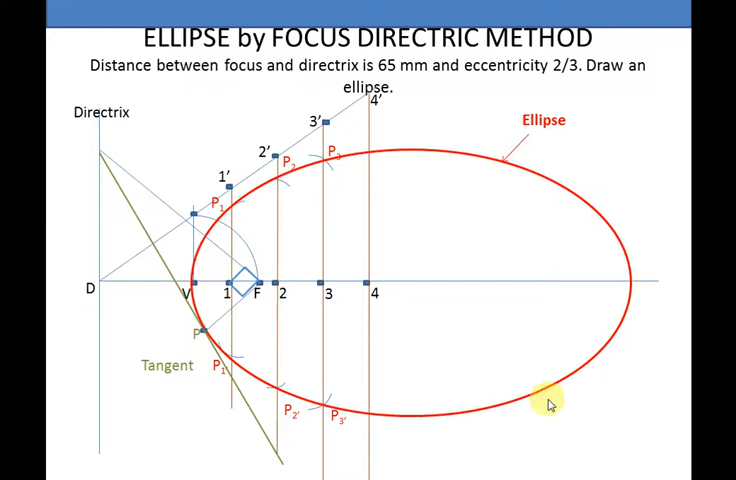 ELLIPSE by FOCUS DIRECTRIC METHOD
Distance between focus and directrix is 65 mm and eccentricity 2/3. Draw an
ellipse.
4'
Directrix
3'
Ellipse
2'
P3
P2
1'
P1
D
V
1
F
2
3
4
P
Tangent
P1'
P2'
P3'